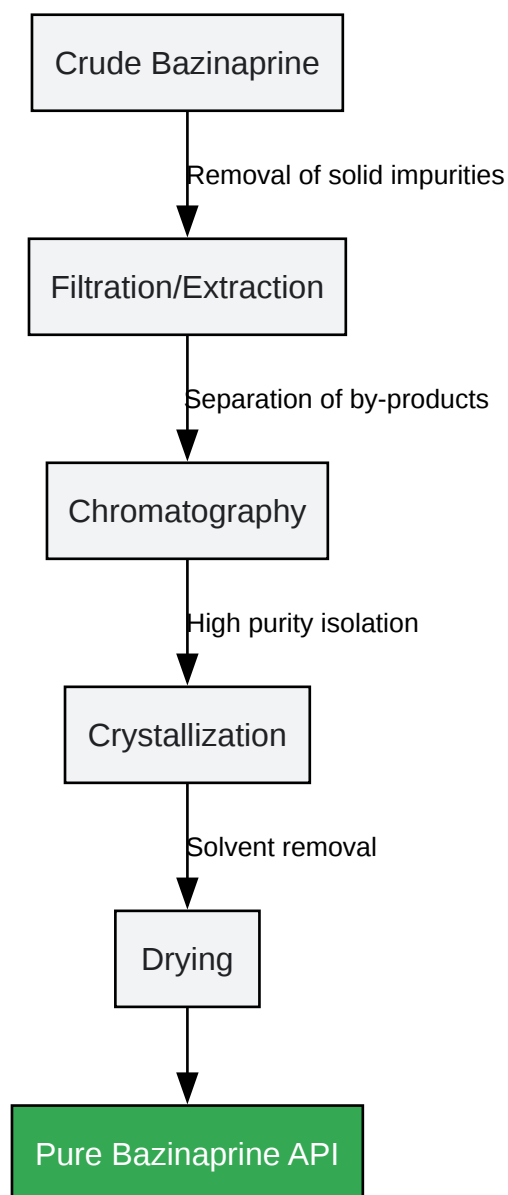 Crude Bazinaprine
Removal of solid impurities
Filtration/Extraction
Separation of by-products
Chromatography
High purity isolation
Crystallization
Solvent removal
Drying
Pure Bazinaprine API